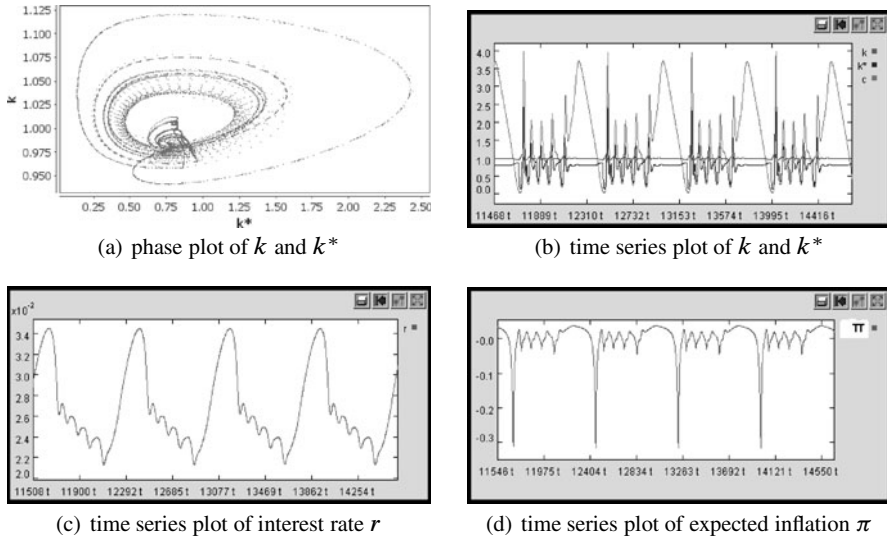 k
1.125
1.100
1.075
1.050
1.025
1.000
0.975
0.950
0.25 0.50 0.75 1.00 1.25 1.50 1.75 2.00 2.25 2.50
k*
(a) phase plot of k and k*
4.0
3.5
3.0
2.5
2.0
1.5
1.0
0.5
0.0
k
k*
c
11468t 11889t 12310t 12732t 13153t 13574t 13995t 14416t
(b) time series plot of k and k*
x10-2
3.4
3.2
3.0
2.8
2.6
2.4
2.2
2.0
r
11508t 11900t 12292t 12685t 13077t 13469t 13862t 14254t
(c) time series plot of interest rate r
-0.0
-0.1
-0.2
-0.3
π
11546t 11975t 12404t 12834t 13263t 13692t 14121t 14550t
(d) time series plot of expected inflation π